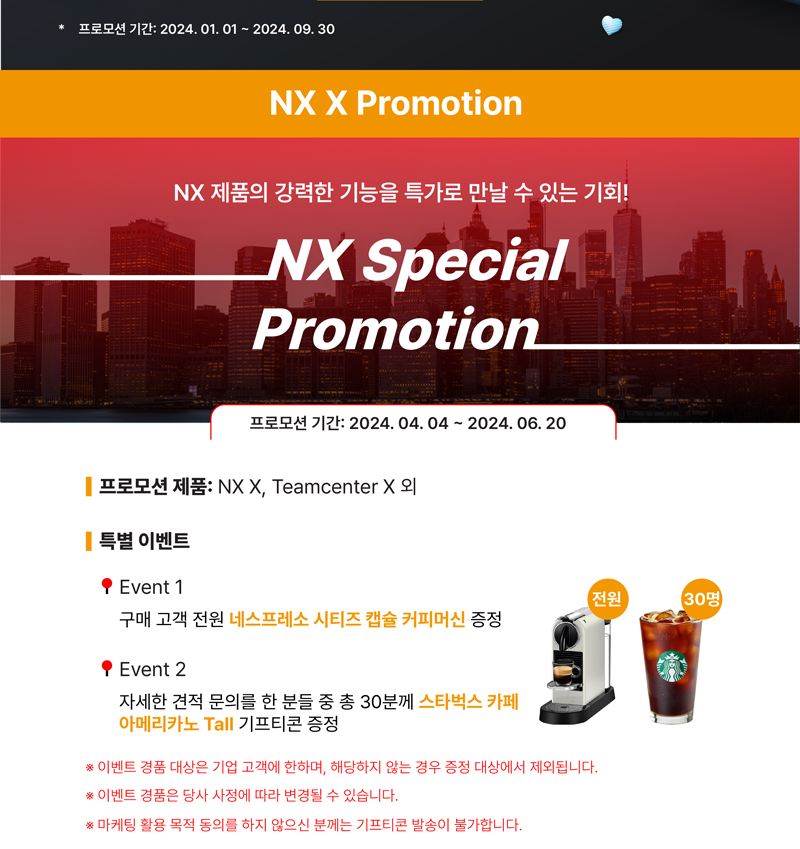 * 프로모션 기간: 2024. 01. 01 ~ 2024. 09. 30
NX X Promotion
NX 제품의 강력한 기능을 특가로 만날 수 있는 기회!
NX Special
Promotion
프로모션 기간: 2024. 04. 04 ~ 2024. 06. 20
프로모션 제품: NX X, Teamcenter X 외
특별 이벤트
Event 1
구매 고객 전원 네스프레소 시티즈 캡슐 커피머신 증정
전원
30명
Event 2
자세한 견적 문의를 한 분들 중 총 30분께 스타벅스 카페
아메리카노 Tall 기프티콘 증정
※ 이벤트 경품 대상은 기업 고객에 한하며, 해당하지 않는 경우 증정 대상에서 제외됩니다.
※ 이벤트 경품은 당사 사정에 따라 변경될 수 있습니다.
※ 마케팅 활용 목적 동의를 하지 않으신 분께는 기프티콘 발송이 불가합니다.